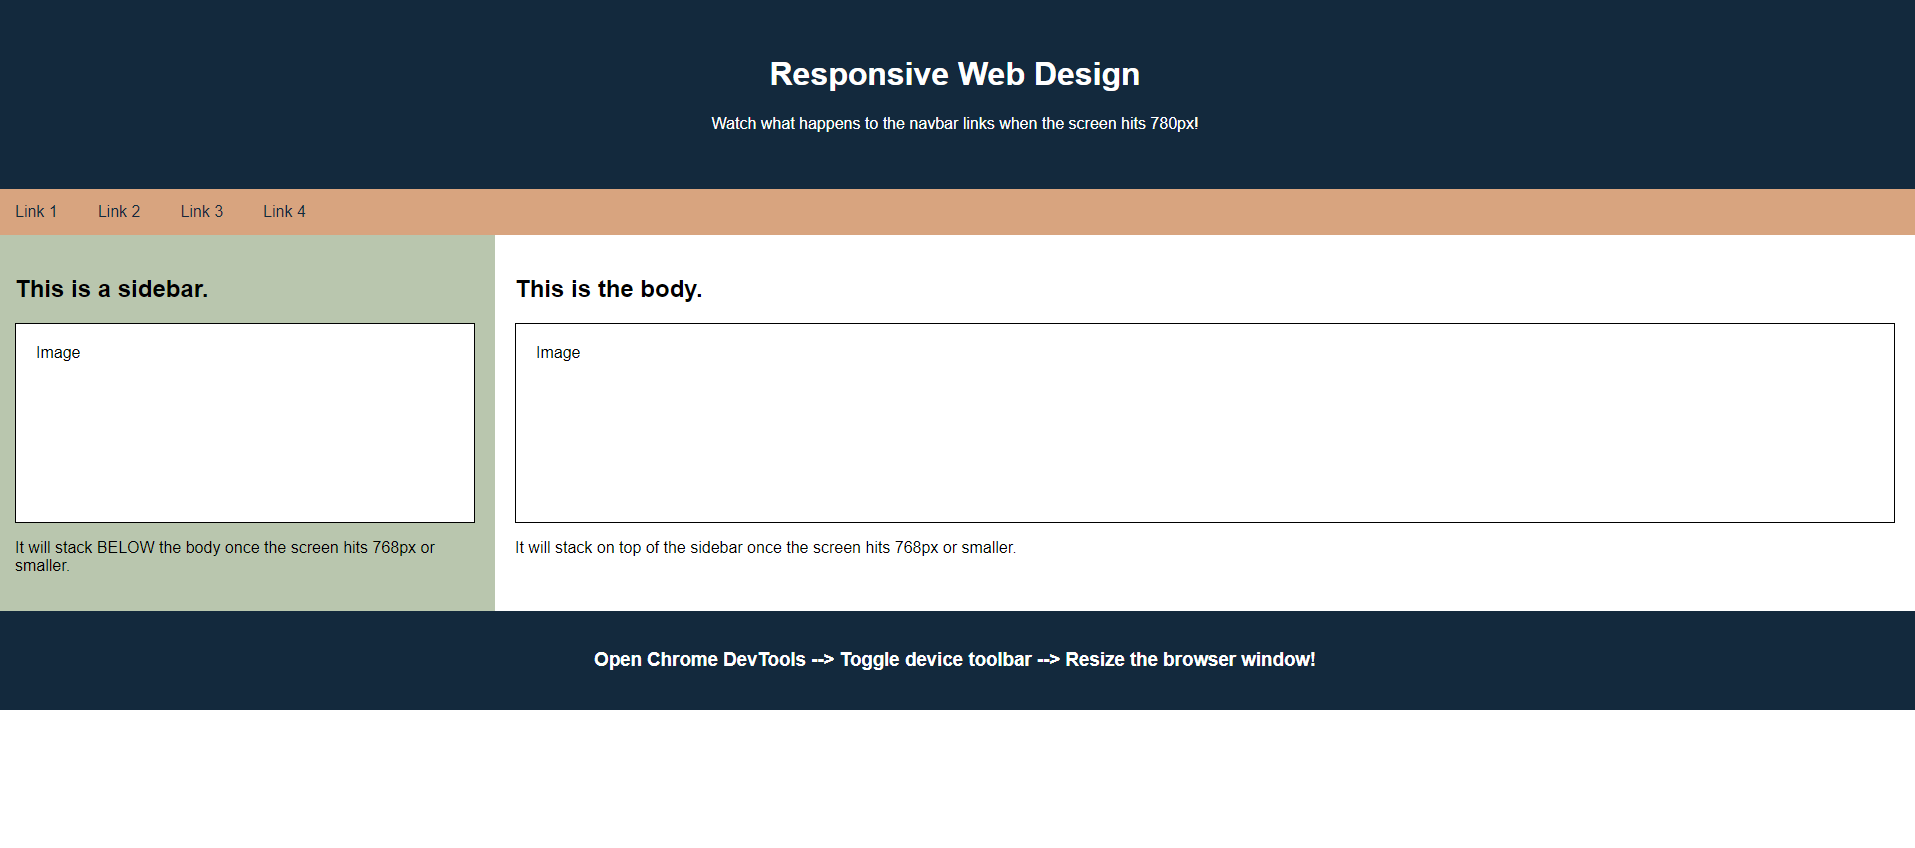 Responsive Web Design
Watch what happens to the navbar links when the screen hits 780px!
Link 1 Link 2 Link 3 Link 4
This is a sidebar.
Image
It will stack BELOW the body once the screen hits 768px or
smaller.
This is the body.
Image
It will stack on top of the sidebar once the screen hits 768px or smaller.
Open Chrome DevTools --> Toggle device toolbar --> Resize the browser window!